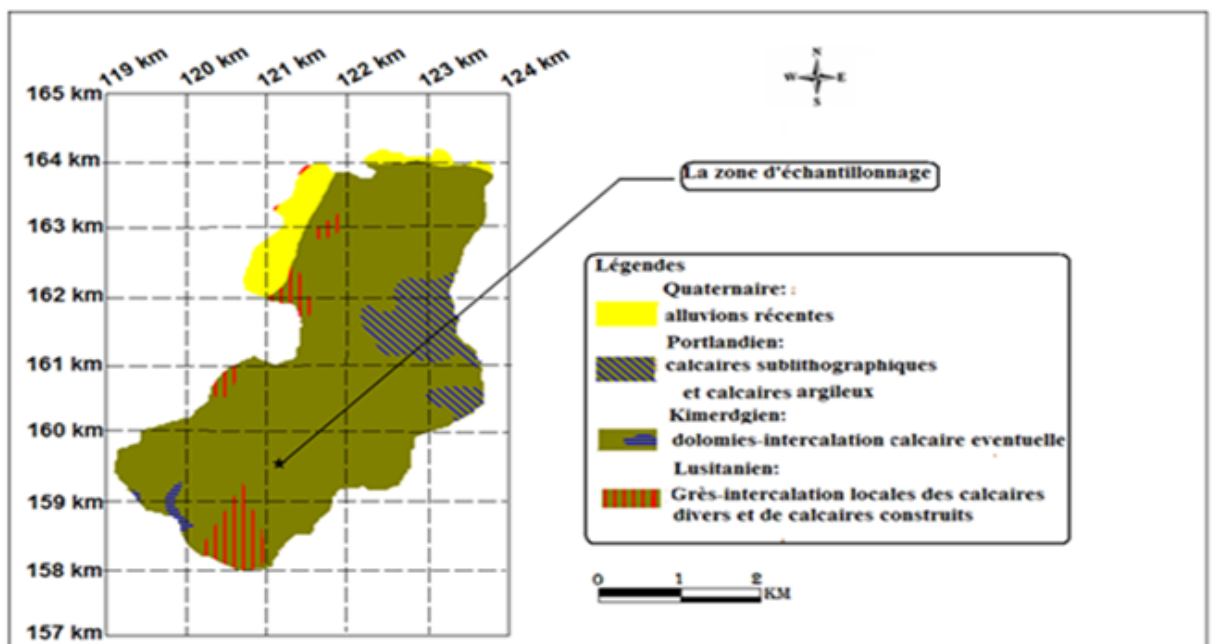 119 km 120 km 121 km 122 km 123 km 124 km
165 km
164 km
163 km
162 km
161 km
160 km
159 km
158 km
157 km
N
W E
S
La zone d'échantillonnage
Légendes
Quaternaire:
alluvions récentes
Portlandien:
calcaires sublithographiques
et calcaires argileux
Kimerdgien:
dolomies-intercalation calcaire eventuelle
Lusitanien:
Grès-intercalation locales des calcaires
divers et de calcaires construits
0 1 2
KM